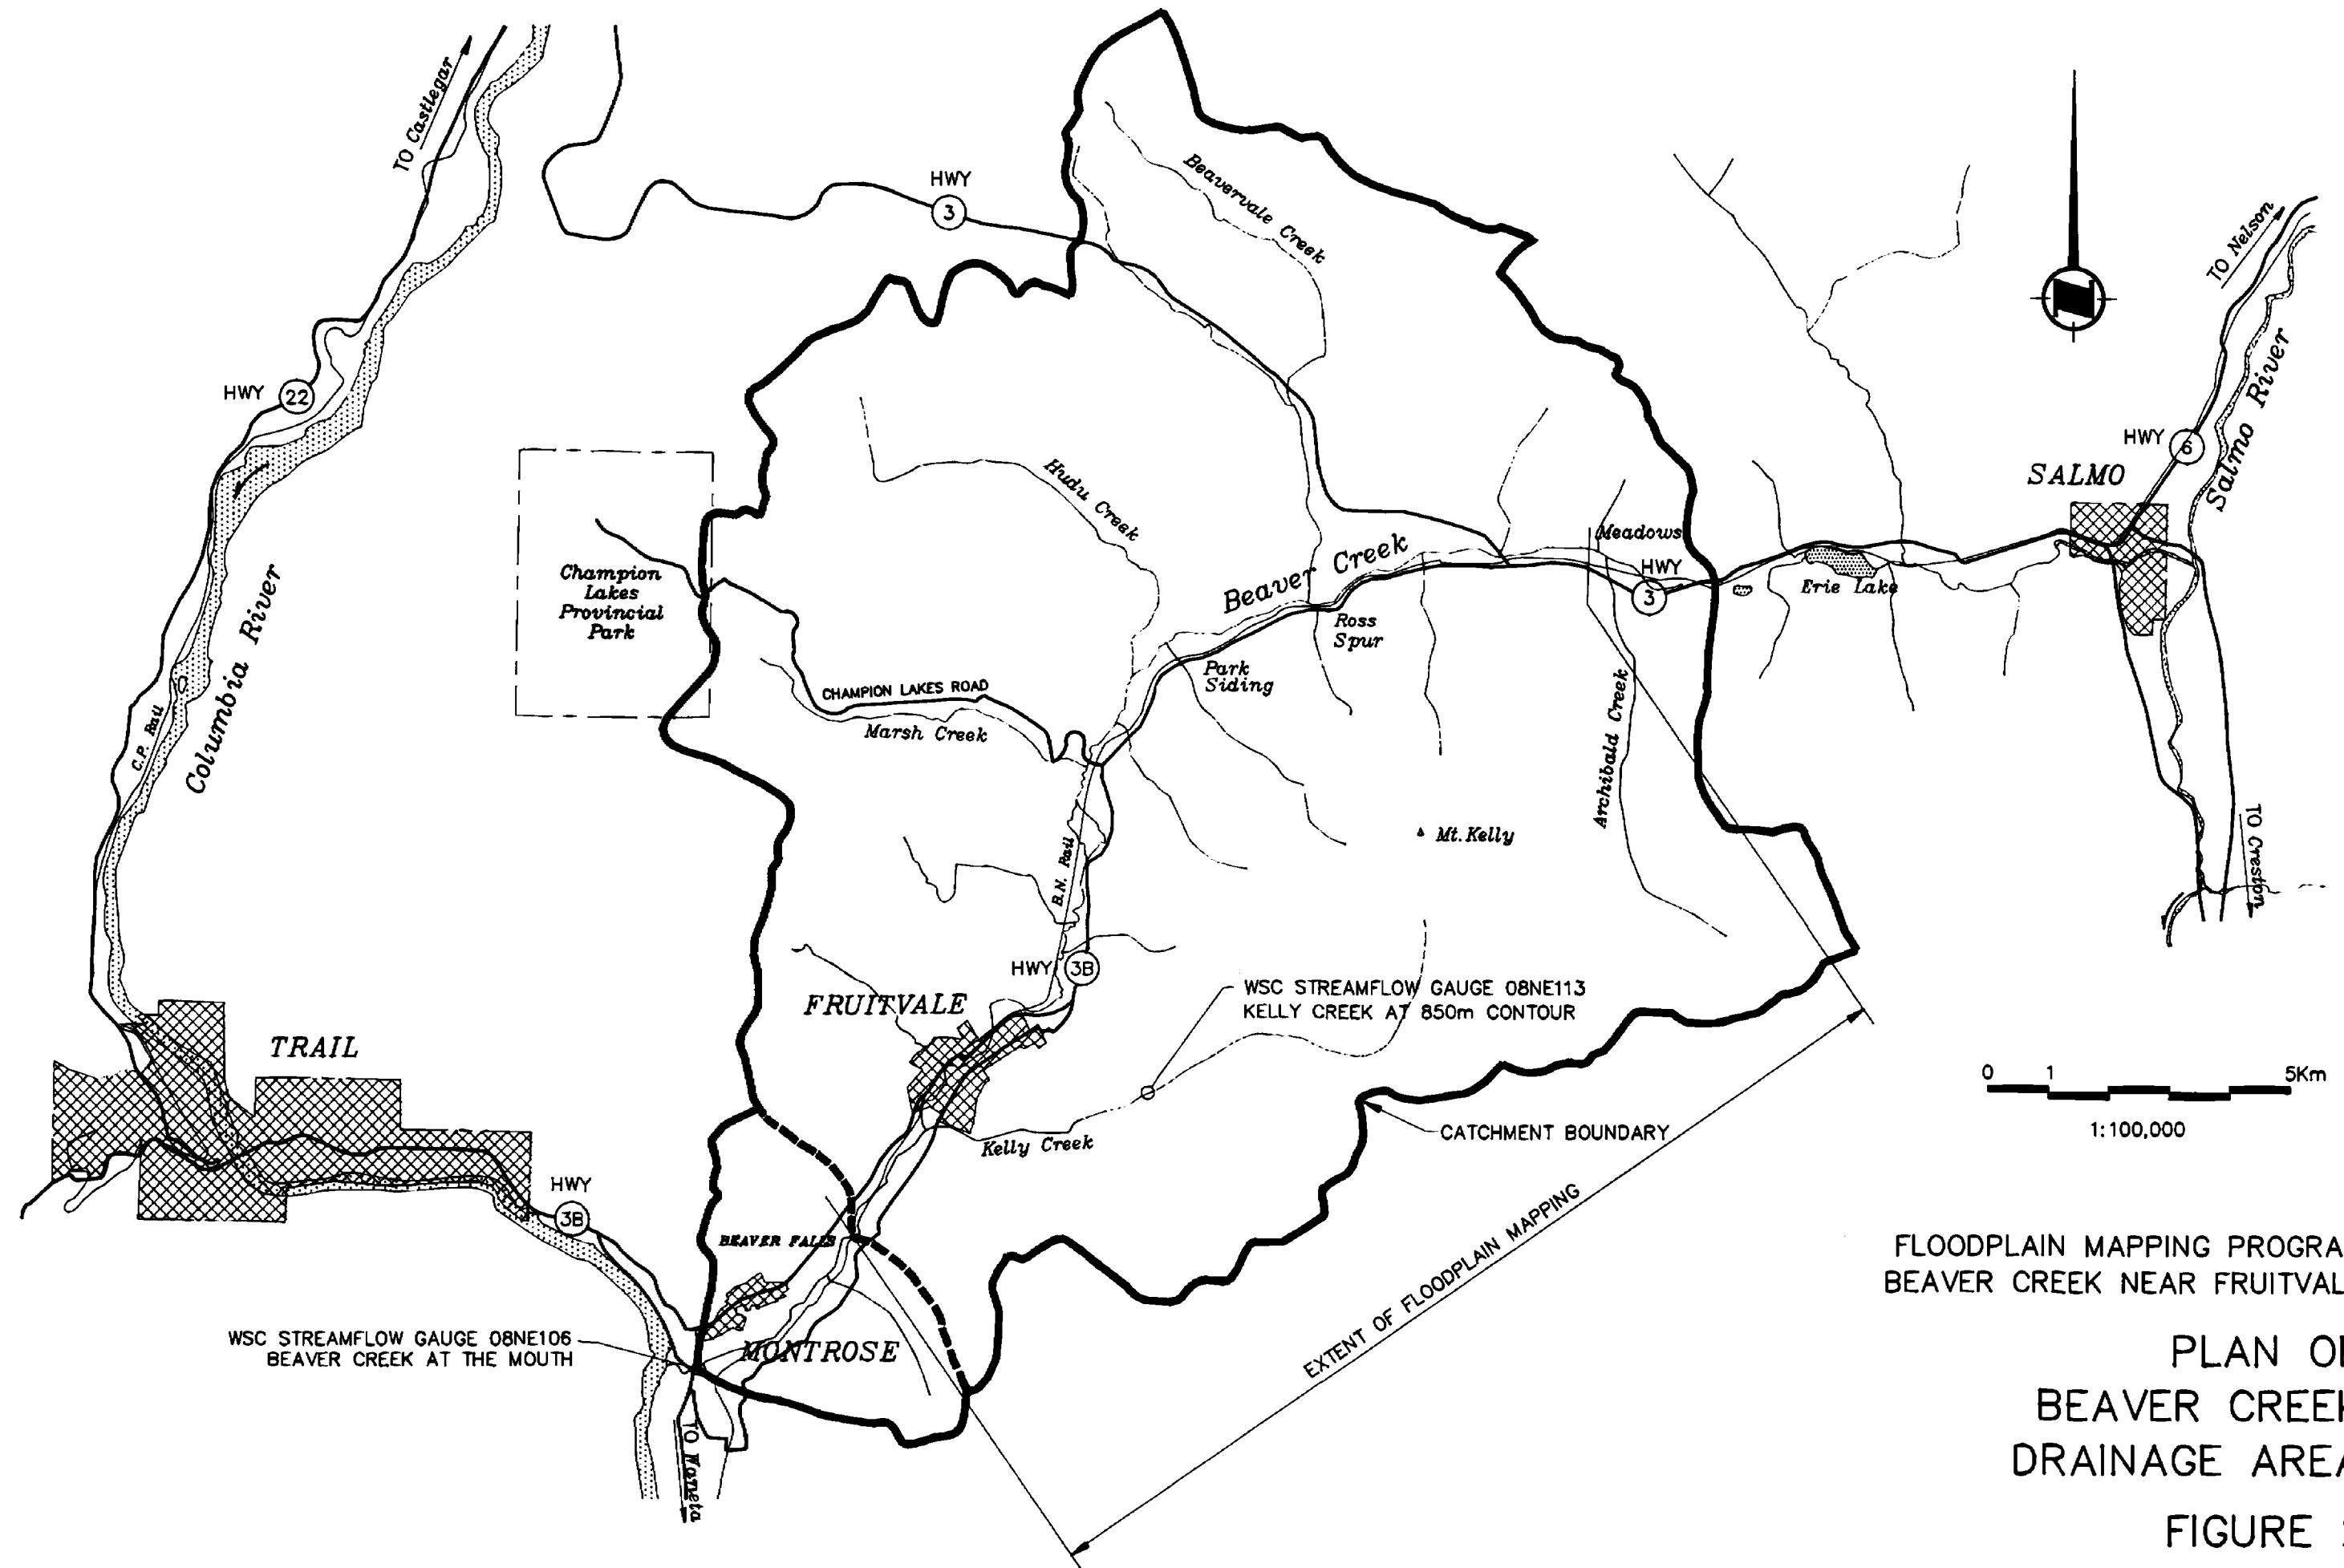 TO Castlegar
HWY
3
Beavervale Creek
TO Nelson
HWY
22
Salmo River
HWY
6
SALMO
Hudu Creek
Meadows
Beaver Creek
HWY
3
Erie Lake
Champion
Lakes
Provincial
Park
Ross
Spur
Columbia River
Park
Siding
CHAMPION LAKES ROAD
Marsh Creek
C.P. Rail
Archibald Creek
Mt. Kelly
B.N. Rail
TO Creston
HWY
3B
FRUITVALE
WSC STREAMFLOW GAUGE 08NE113
KELLY CREEK AT 850m CONTOUR
TRAIL
0 1 5Km
1:100,000
Kelly Creek
CATCHMENT BOUNDARY
HWY
3B
BEAVER FALLS
EXTENT OF FLOODPLAIN MAPPING
WSC STREAMFLOW GAUGE 08NE106
BEAVER CREEK AT THE MOUTH
MONTROSE
TO Waneta
FLOODPLAIN MAPPING PROGRA
BEAVER CREEK NEAR FRUITVAL
PLAN
BEAVER CREEK
DRAINAGE AREA
FIGURE